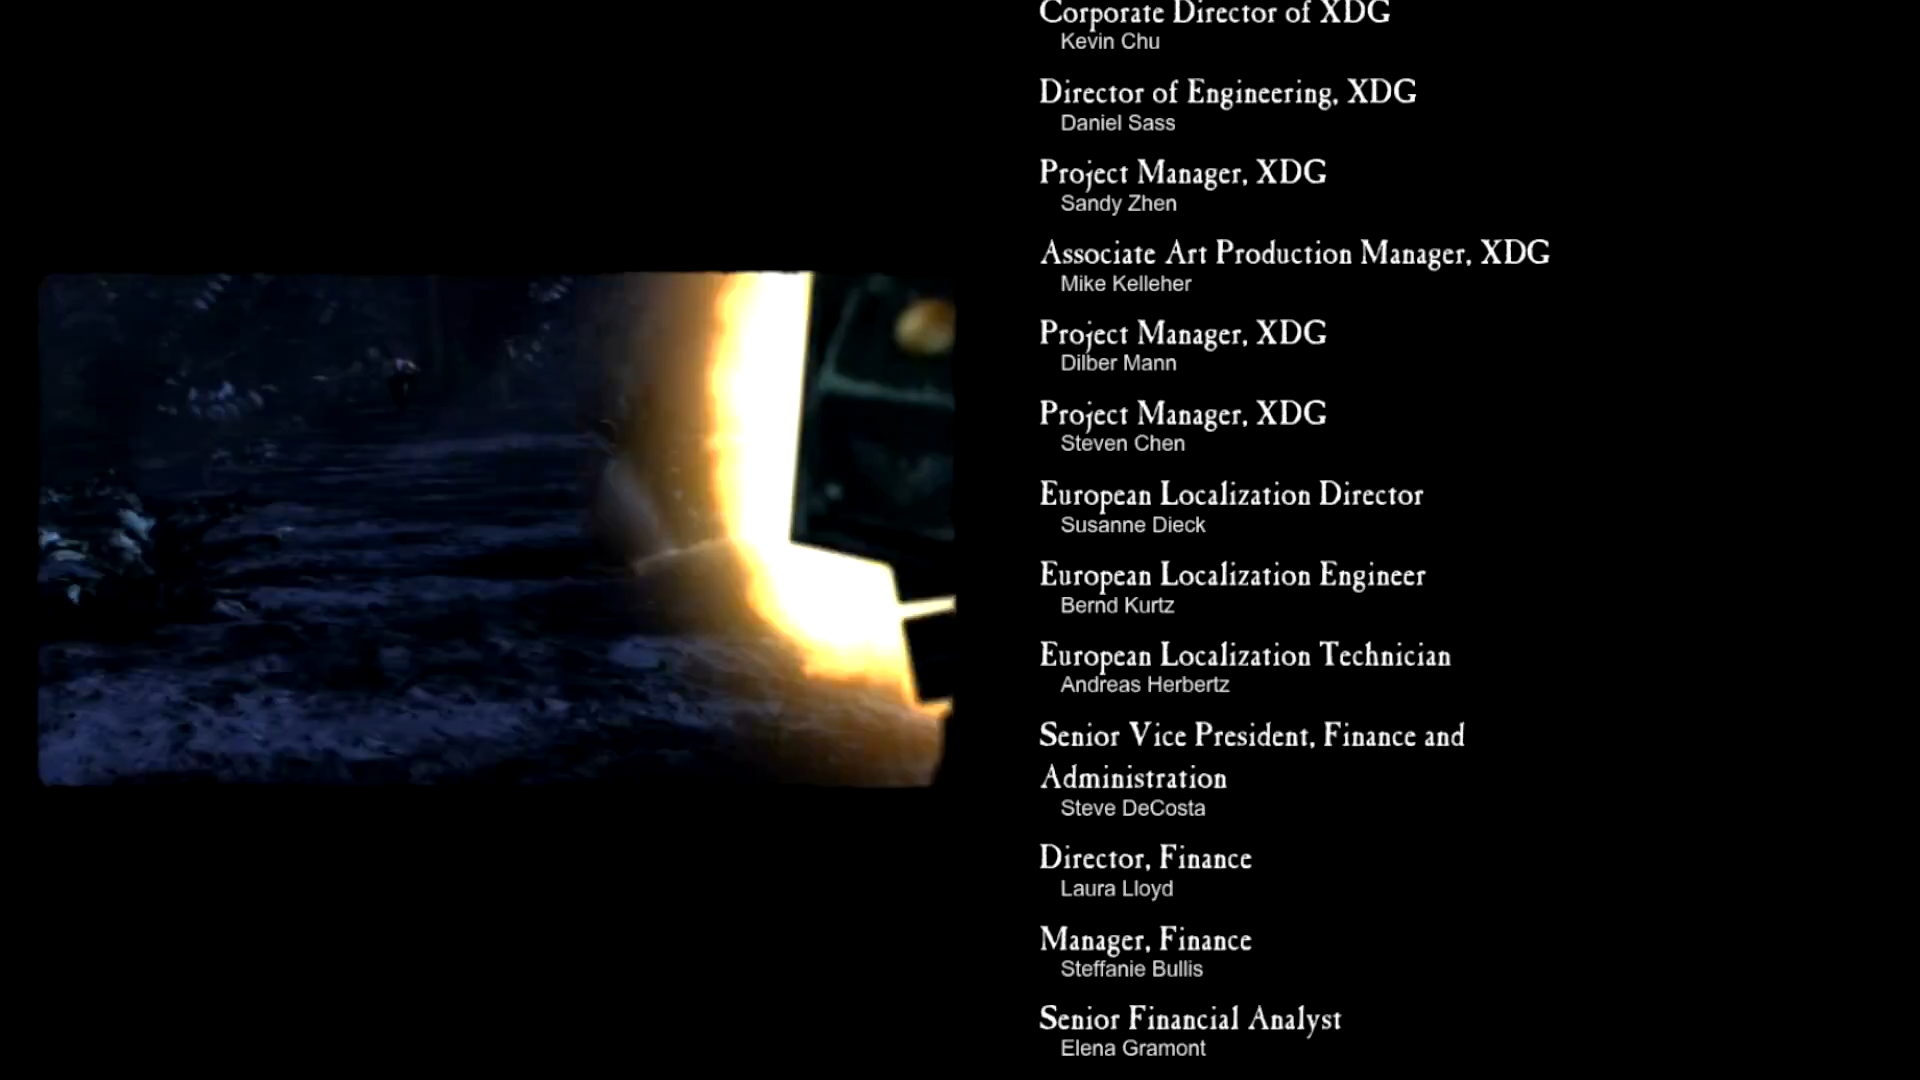 Corporate Director of XDG
Kevin Chu
Director of Engineering, XDG
Daniel Sass
Project Manager, XDG
Sandy Zhen
Associate Art Production Manager, XDG
Mike Kelleher
Project Manager, XDG
Dilber Mann
Project Manager, XDG
Steven Chen
European Localization Director
Susanne Dieck
European Localization Engineer
Bernd Kurtz
European Localization Technician
Andreas Herbertz
Senior Vice President, Finance and
Administration
Steve DeCosta
Director, Finance
Laura Lloyd
Manager, Finance
Steffanie Bullis
Senior Financial Analyst
Elena Gramont